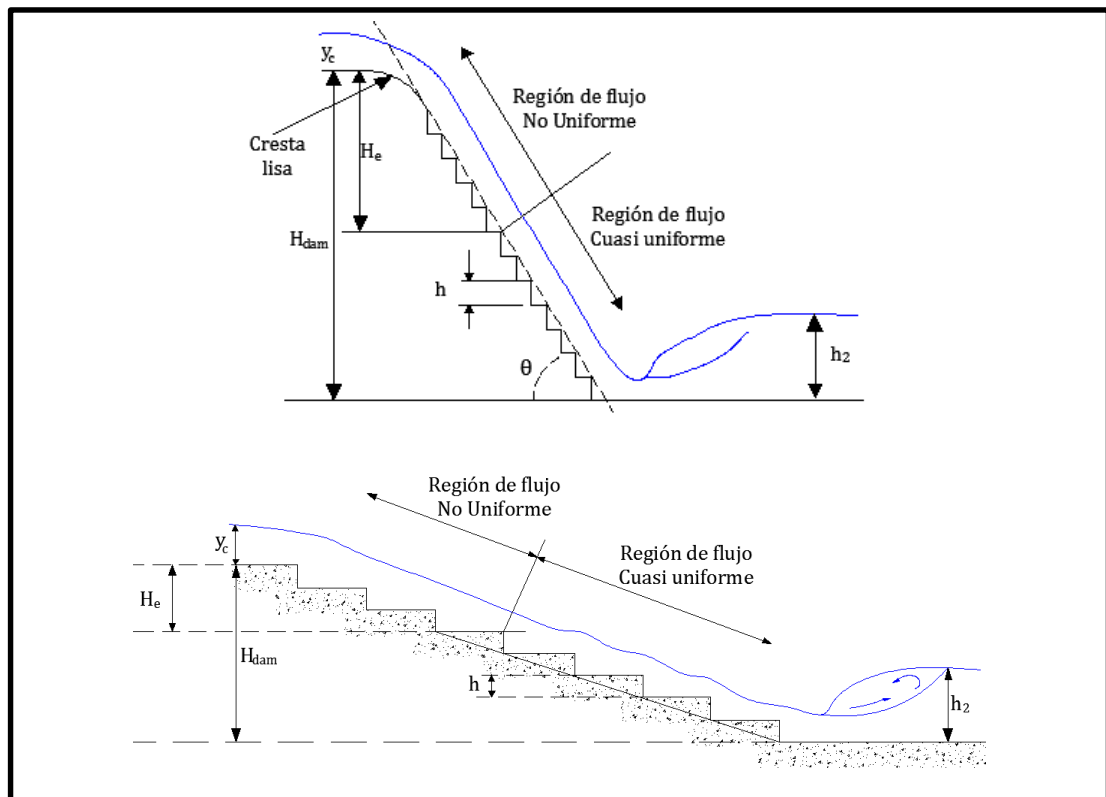 y_c
Región de flujo
No Uniforme
Cresta
lisa
H_e
Región de flujo
Cuasi uniforme
H_dam
h
h_2
θ
Región de flujo
No Uniforme
y_c
Región de flujo
Cuasi uniforme
H_e
H_dam
h
h_2